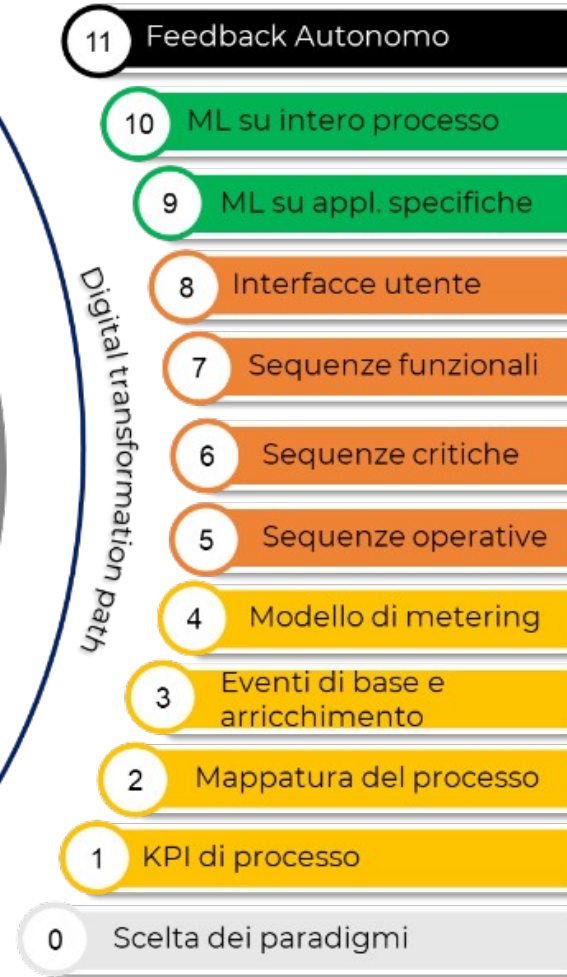 11 Feedback Autonomo
10 ML su intero processo
9 ML su appl. specifiche
8 Interfacce utente
7 Sequenze funzionali
6 Sequenze critiche
5 Sequenze operative
4 Modello di metering
3 Eventi di base e
arricchimento
2 Mappatura del processo
1 KPI di processo
0 Scelta dei paradigmi
Digital transformation path